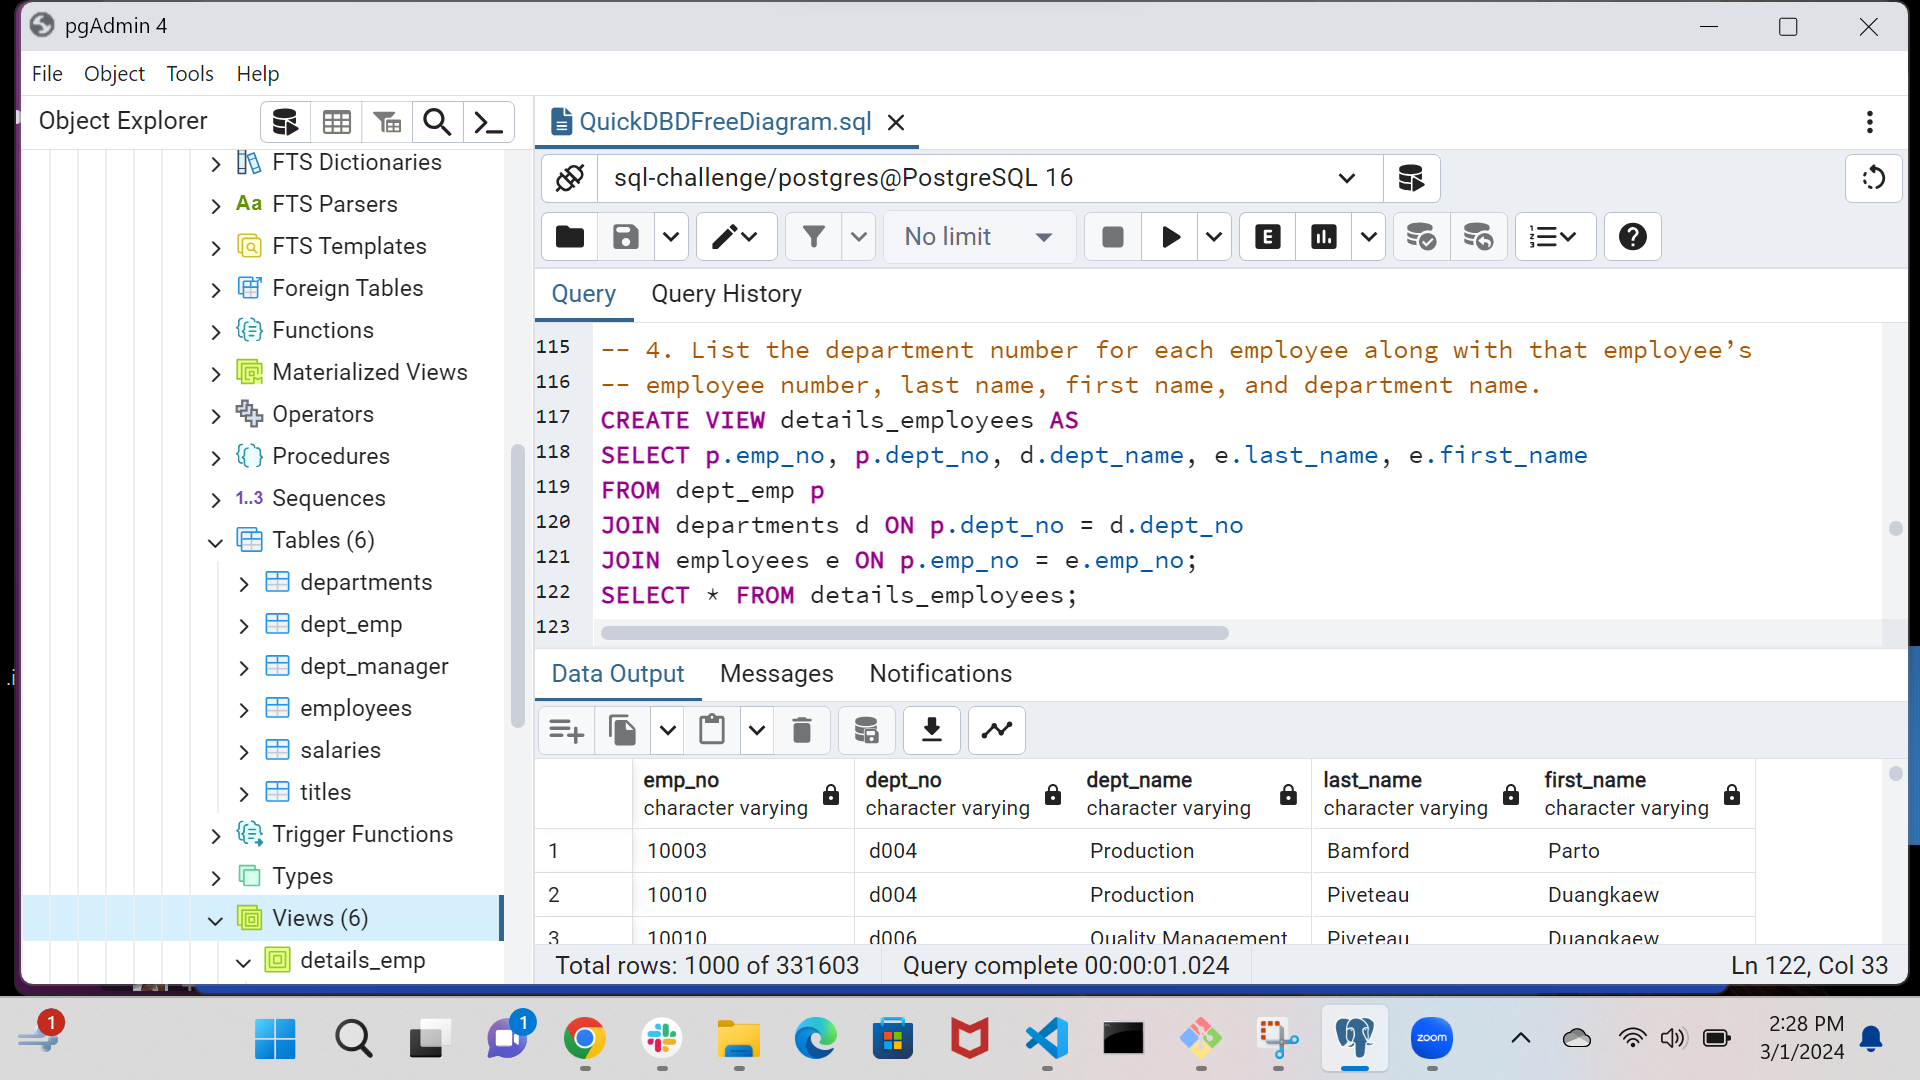 pgAdmin 4
File Object Tools Help
Object Explorer
FTS Dictionaries
Aa FTS Parsers
FTS Templates
Foreign Tables
Functions
Materialized Views
Operators
Procedures
1..3 Sequences
Tables (6)
departments
dept_emp
dept_manager
employees
salaries
titles
Trigger Functions
Types
Views (6)
details_emp
QuickDBDFreeDiagram.sql
sql-challenge/postgres@PostgreSQL 16
No limit
E
Query Query History
115 -- 4. List the department number for each employee along with that employee’s
116 -- employee number, last name, first name, and department name.
117 CREATE VIEW details_employees AS
118 SELECT p.emp_no, p.dept_no, d.dept_name, e.last_name, e.first_name
119 FROM dept_emp p
120 JOIN departments d ON p.dept_no = d.dept_no
121 JOIN employees e ON p.emp_no = e.emp_no;
122 SELECT * FROM details_employees;
123
Data Output Messages Notifications
emp_no dept_no dept_name last_name first_name
character varying character varying character varying character varying character varying
1 10003 d004 Production Bamford Parto
2 10010 d004 Production Piveteau Duangkaew
3 10010 d006 Quality Management Piveteau Duangkaew
Total rows: 1000 of 331603 Query complete 00:00:01.024 Ln 122, Col 33
.i
1
1
zoom
2:28 PM
3/1/2024